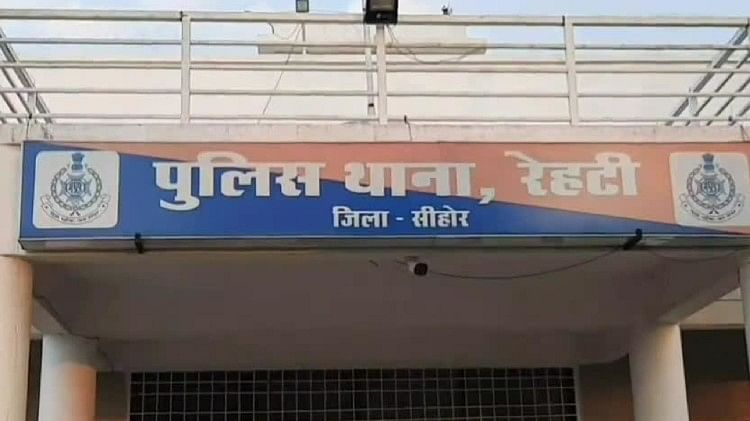 पुलिस थाना, रेहटी
जिला - सीहोर